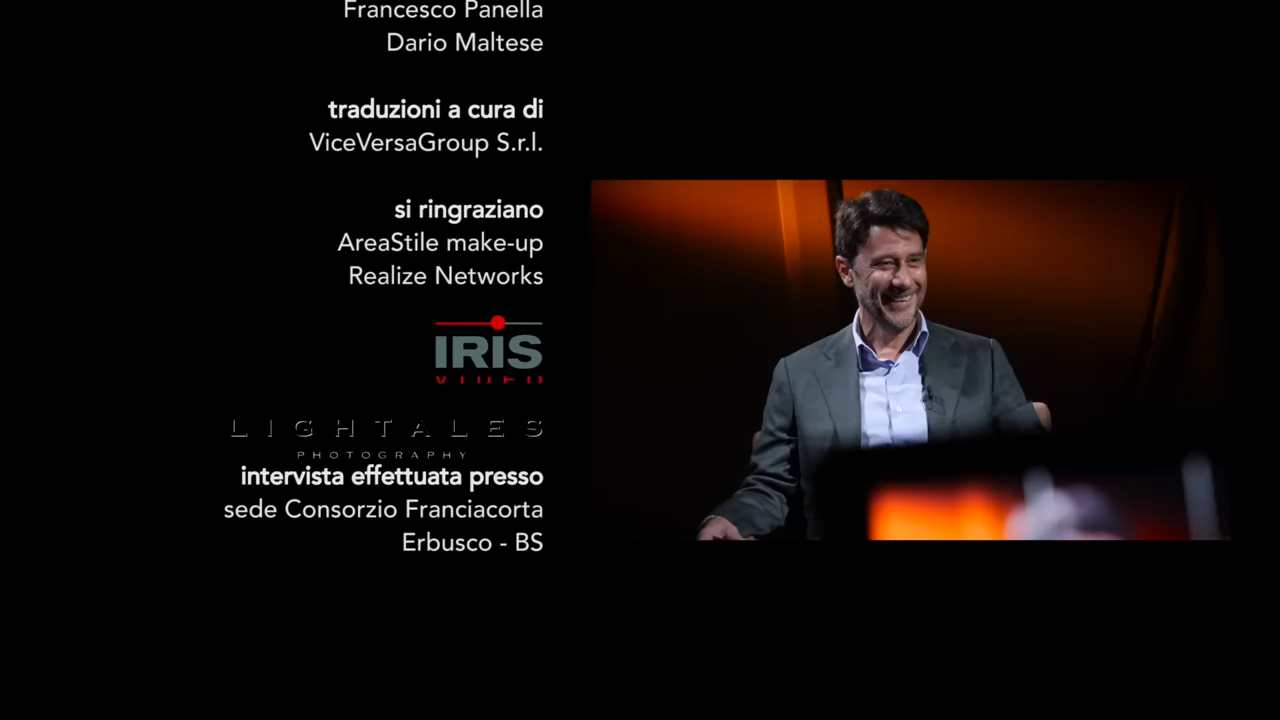 Francesco Panella
Dario Maltese
traduzioni a cura di
ViceVersaGroup S.r.l.
si ringraziano
AreaStile make-up
Realize Networks
IRIS
VIDEO
LIGHTALES
PHOTOGRAPHY
intervista effettuata presso
sede Consorzio Franciacorta
Erbusco - BS